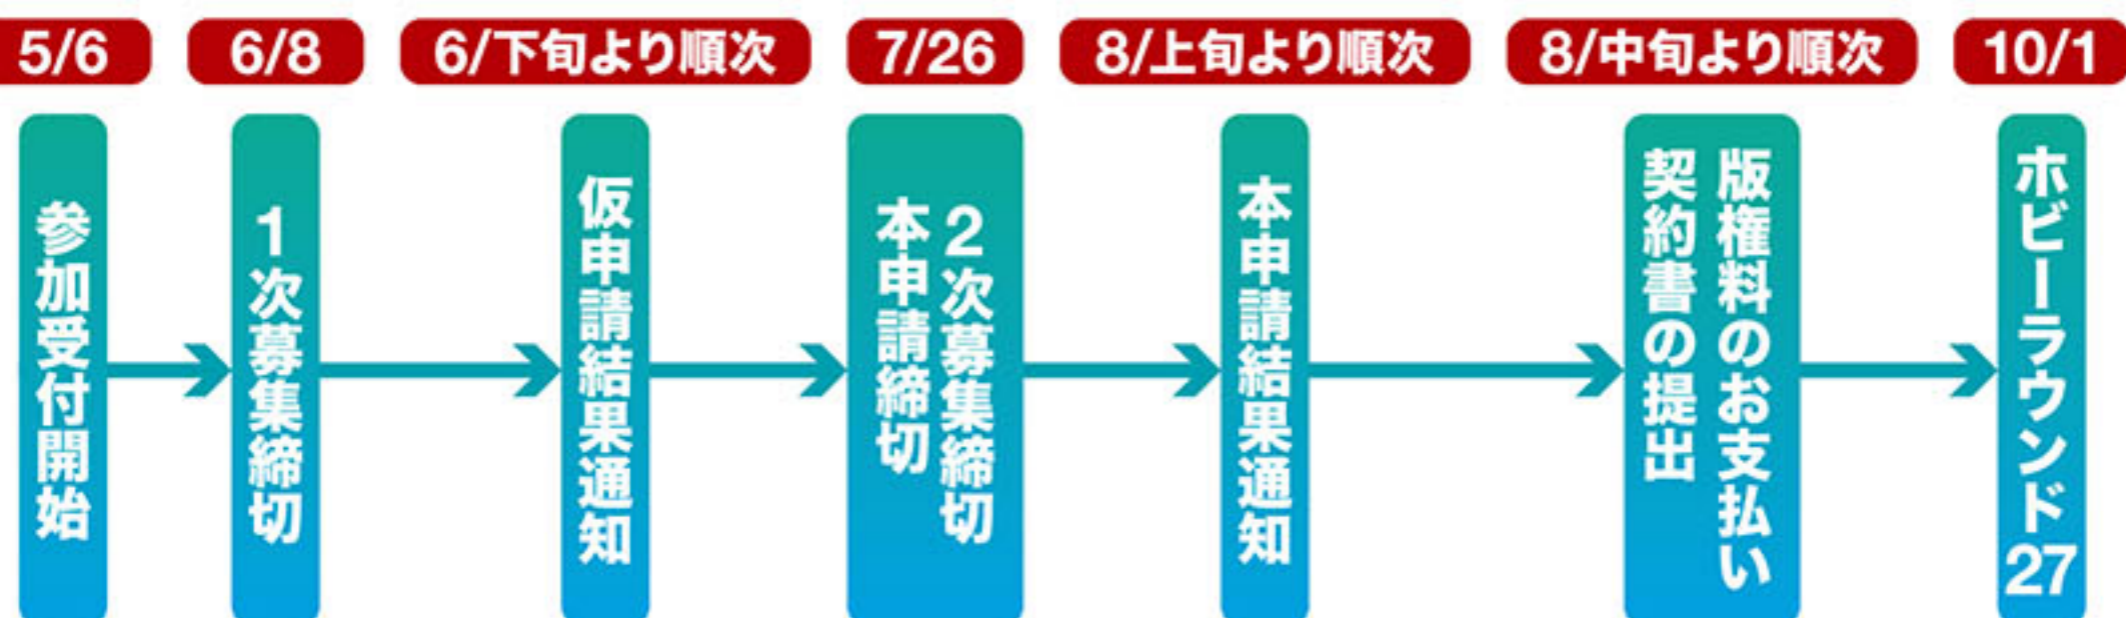 5/6
参加受付開始
6/8
1次募集締切
6/下旬より順次
仮申請結果通知
7/26
2次募集締切
本申請締切
8/上旬より順次
本申請結果通知
8/中旬より順次
版権料のお支払い
契約書の提出
10/1
ホビーラウンド27